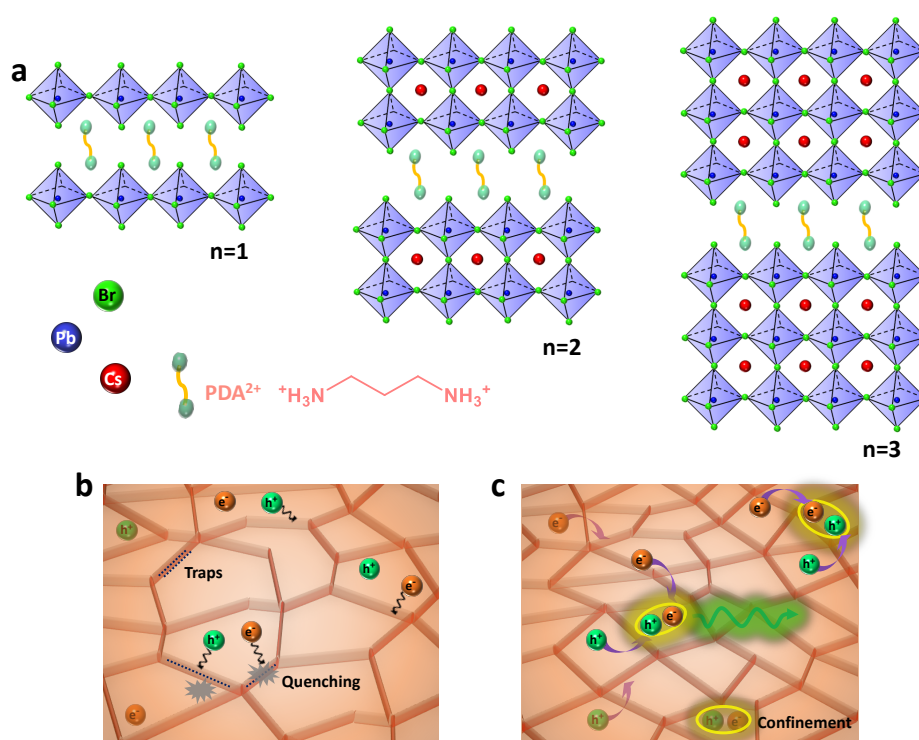 a
n=1
n=2
n=3
Br
Pb
Cs
PDA²⁺ ⁺H₃N NH₃⁺
b
e⁻
h⁺
h⁺
Traps
h⁺
e⁻
h⁺
e⁻
Quenching
e⁻
c
e⁻
e⁻
e⁻
h⁺
e⁻
h⁺
h⁺
e⁻
h⁺
h⁺
h⁺
e⁻
Confinement